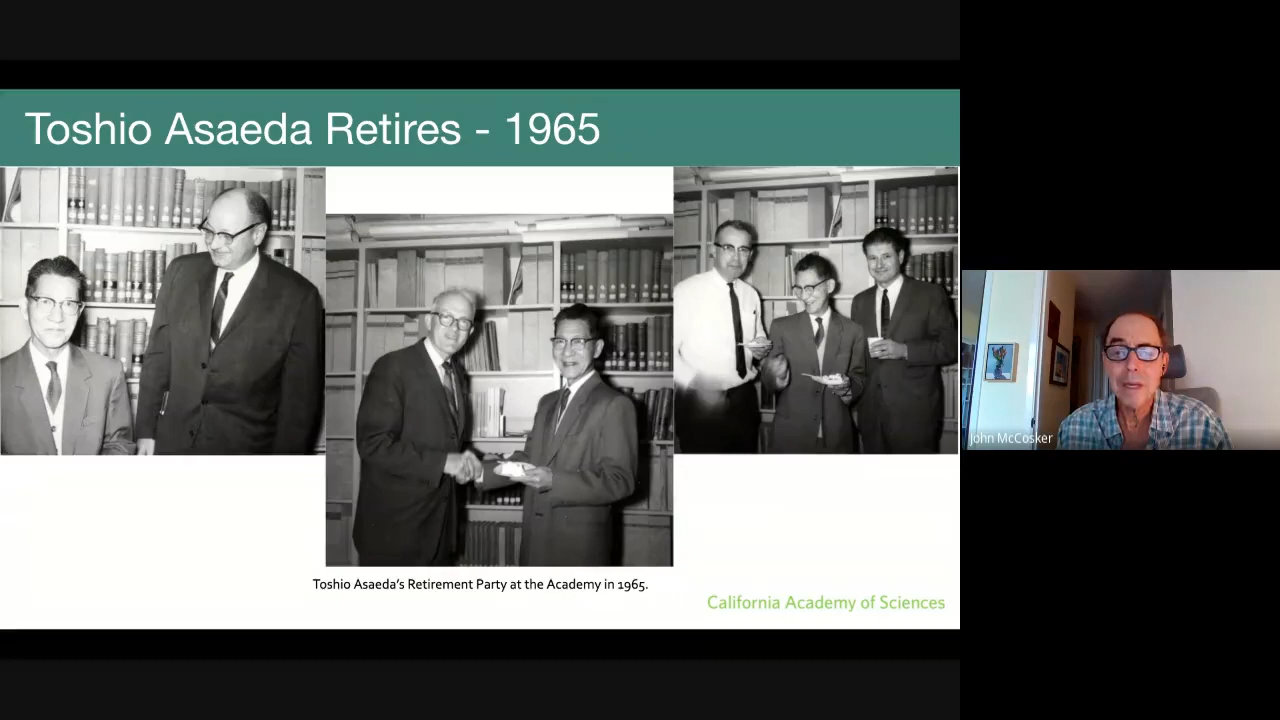 Toshio Asaeda Retires - 1965
Toshio Asaeda's Retirement Party at the Academy in 1965.
California Academy of Sciences
John McCosker